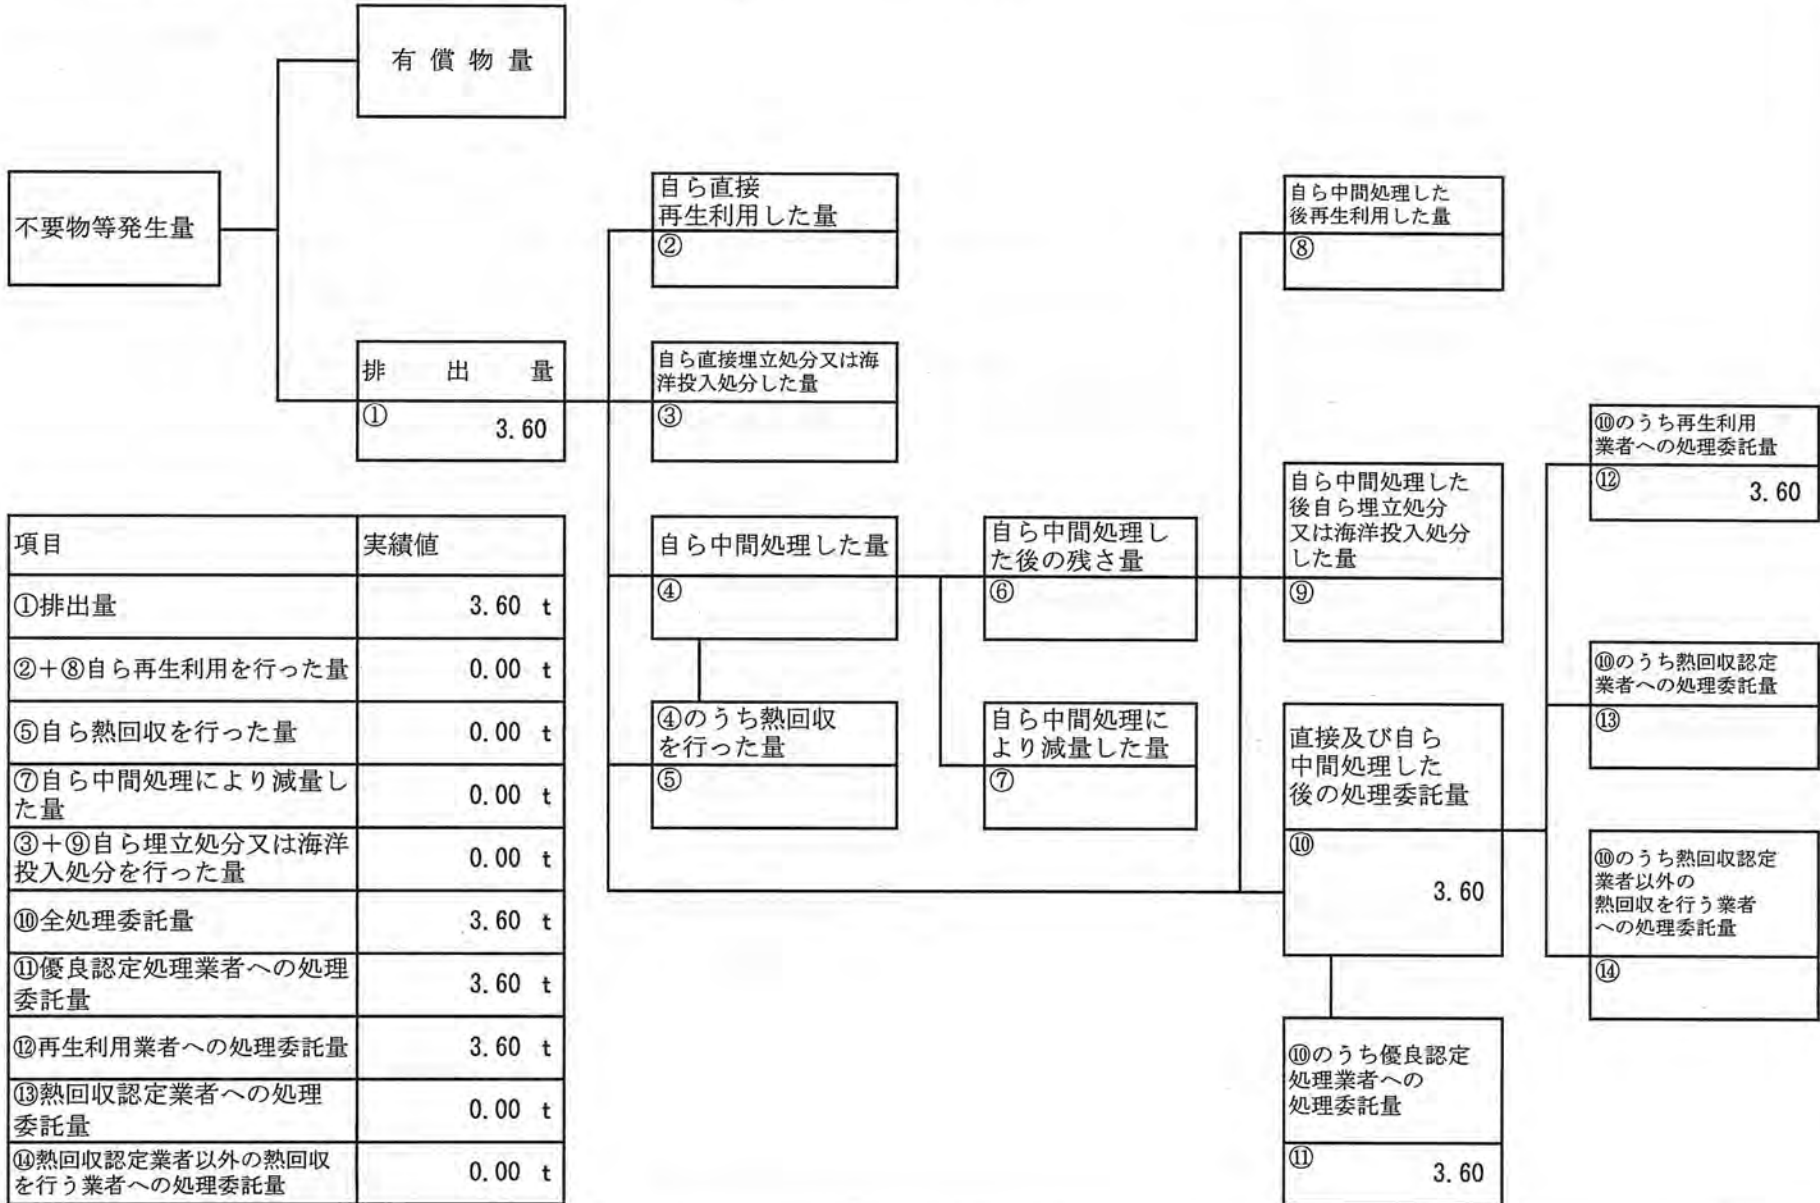 有償物量
不要物等発生量
排出量
①
3.60
自ら直接
再生利用した量
②
自ら直接埋立処分又は海
洋投入処分した量
③
自ら中間処理した量
④
④のうち熱回収
を行った量
⑤
自ら中間処理し
た後の残さ量
⑥
自ら中間処理に
より減量した量
⑦
自ら中間処理した
後再生利用した量
⑧
自ら中間処理した
後自ら埋立処分
又は海洋投入処分
した量
⑨
直接及び自ら
中間処理した
後の処理委託量
⑩
3.60
⑩のうち優良認定
処理業者への
処理委託量
⑪
3.60
⑩のうち再生利用
業者への処理委託量
⑫
3.60
⑩のうち熱回収認定
業者への処理委託量
⑬
⑩のうち熱回収認定
業者以外の
熱回収を行う業者
への処理委託量
⑭
項目 実績値
①排出量 3.60 t
②+⑧自ら再生利用を行った量 0.00 t
⑤自ら熱回収を行った量 0.00 t
⑦自ら中間処理により減量し
た量 0.00 t
③+⑨自ら埋立処分又は海洋
投入処分を行った量 0.00 t
⑩全処理委託量 3.60 t
⑪優良認定処理業者への処理
委託量 3.60 t
⑫再生利用業者への処理委託量 3.60 t
⑬熱回収認定業者への処理
委託量 0.00 t
⑭熱回収認定業者以外の熱回収
を行う業者への処理委託量 0.00 t